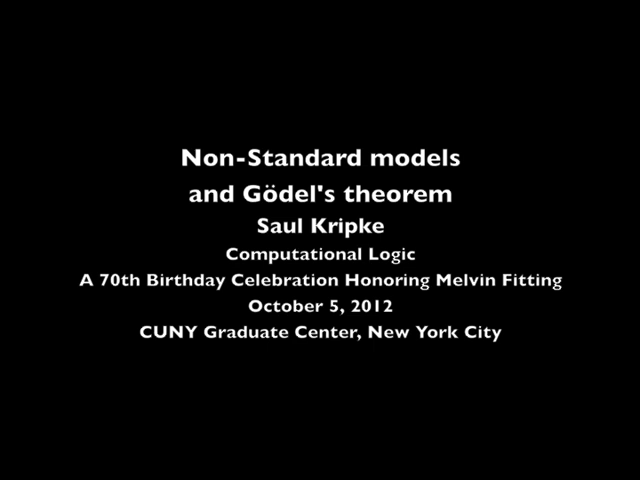 Non-Standard models
and Gödel's theorem
Saul Kripke
Computational Logic
A 70th Birthday Celebration Honoring Melvin Fitting
October 5, 2012
CUNY Graduate Center, New York City